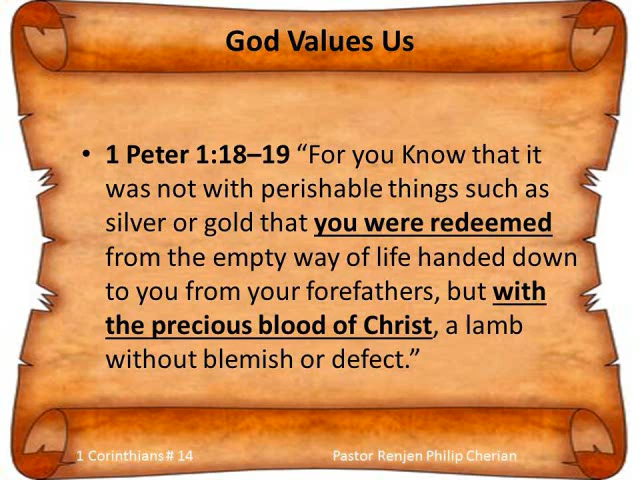 God Values Us
• 1 Peter 1:18–19 “For you Know that it
was not with perishable things such as
silver or gold that you were redeemed
from the empty way of life handed down
to you from your forefathers, but with
the precious blood of Christ, a lamb
without blemish or defect.”
1 Corinthians # 14 Pastor Renjen Philip Cherian